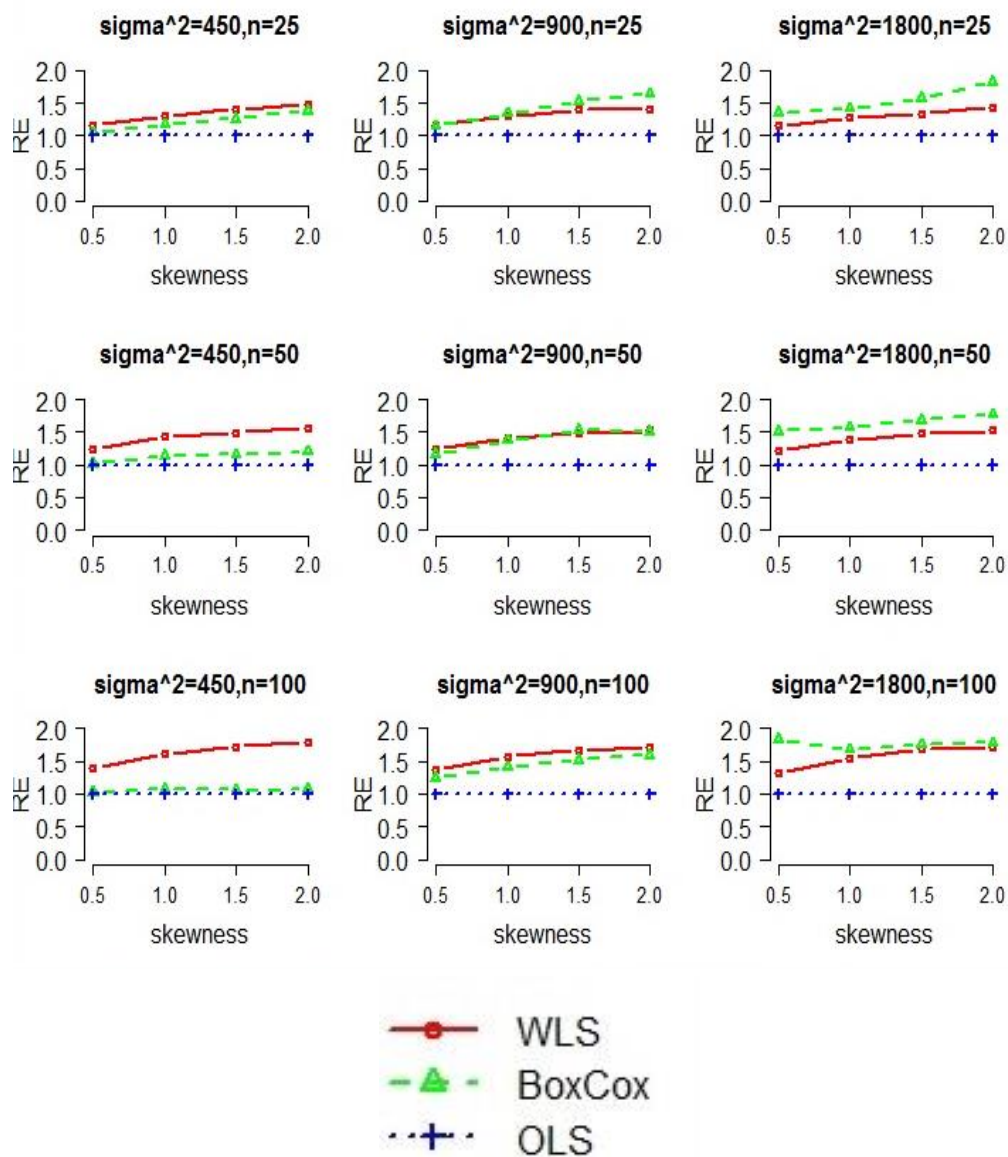 sigma^2=450,n=25
2.0
1.5
1.0
0.5
0.0
RE
0.5 1.0 1.5 2.0
skewness
sigma^2=900,n=25
2.0
1.5
1.0
0.5
0.0
RE
0.5 1.0 1.5 2.0
skewness
sigma^2=1800,n=25
2.0
1.5
1.0
0.5
0.0
RE
0.5 1.0 1.5 2.0
skewness
sigma^2=450,n=50
2.0
1.5
1.0
0.5
0.0
RE
0.5 1.0 1.5 2.0
skewness
sigma^2=900,n=50
2.0
1.5
1.0
0.5
0.0
RE
0.5 1.0 1.5 2.0
skewness
sigma^2=1800,n=50
2.0
1.5
1.0
0.5
0.0
RE
0.5 1.0 1.5 2.0
skewness
sigma^2=450,n=100
2.0
1.5
1.0
0.5
0.0
RE
0.5 1.0 1.5 2.0
skewness
sigma^2=900,n=100
2.0
1.5
1.0
0.5
0.0
RE
0.5 1.0 1.5 2.0
skewness
sigma^2=1800,n=100
2.0
1.5
1.0
0.5
0.0
RE
0.5 1.0 1.5 2.0
skewness
WLS
BoxCox
OLS